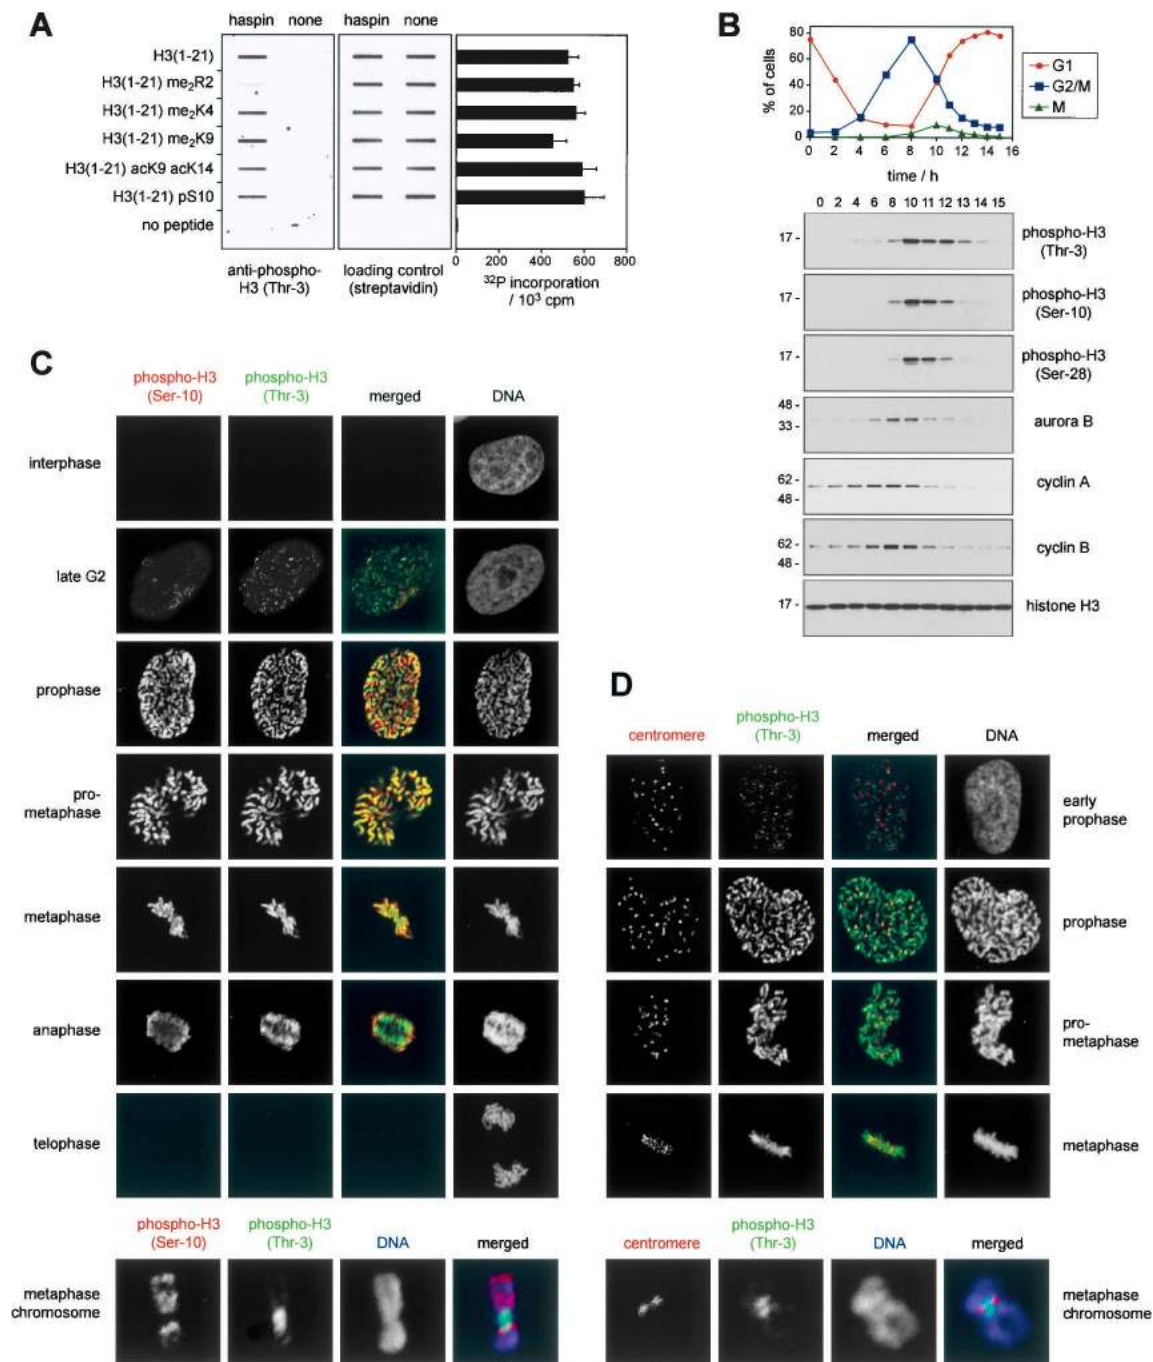 A
haspin none haspin none
H3(1-21)
H3(1-21) me₂R2
H3(1-21) me₂K4
H3(1-21) me₂K9
H3(1-21) acK9 acK14
H3(1-21) pS10
no peptide
0 200 400 600 800
anti-phospho-
H3 (Thr-3)
loading control
(streptavidin)
³²P incorporation
/ 10³ cpm
B
80
60
40
20
0
% of cells
0 2 4 6 8 10 12 14 16
time / h
G1
G2/M
M
0 2 4 6 8 10 11 12 13 14 15
17 -
phospho-H3
(Thr-3)
17 -
phospho-H3
(Ser-10)
17 -
phospho-H3
(Ser-28)
48 -
33 -
aurora B
62 -
48 -
cyclin A
62 -
48 -
cyclin B
17 -
histone H3
C
phospho-H3
(Ser-10)
phospho-H3
(Thr-3)
merged
DNA
interphase
late G2
prophase
pro-
metaphase
metaphase
anaphase
telophase
phospho-H3
(Ser-10)
phospho-H3
(Thr-3)
DNA
merged
metaphase
chromosome
D
centromere
phospho-H3
(Thr-3)
merged
DNA
early
prophase
prophase
pro-
metaphase
metaphase
centromere
phospho-H3
(Thr-3)
DNA
merged
metaphase
chromosome